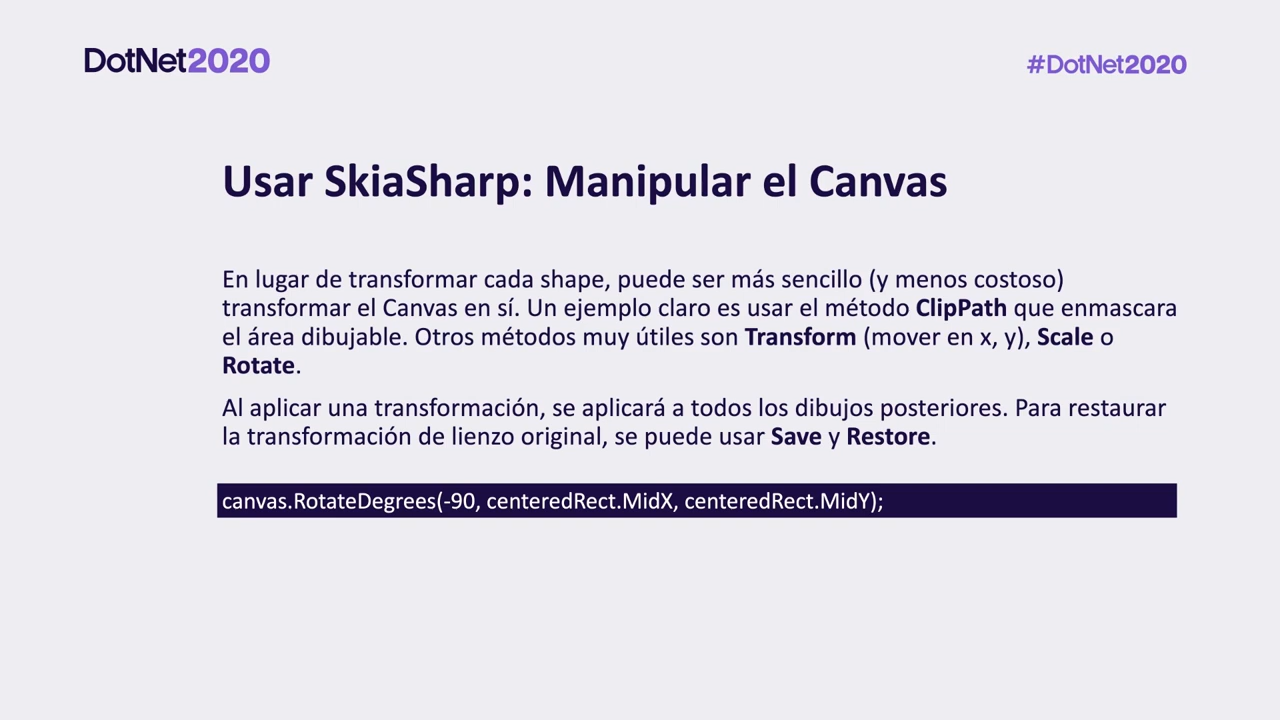 DotNet2020
#DotNet2020
Usar SkiaSharp: Manipular el Canvas
En lugar de transformar cada shape, puede ser más sencillo (y menos costoso)
transformar el Canvas en sí. Un ejemplo claro es usar el método ClipPath que enmascara
el área dibujable. Otros métodos muy útiles son Transform (mover en x, y), Scale o
Rotate.
Al aplicar una transformación, se aplicará a todos los dibujos posteriores. Para restaurar
la transformación de lienzo original, se puede usar Save y Restore.
canvas.RotateDegrees(-90, centeredRect.MidX, centeredRect.MidY);